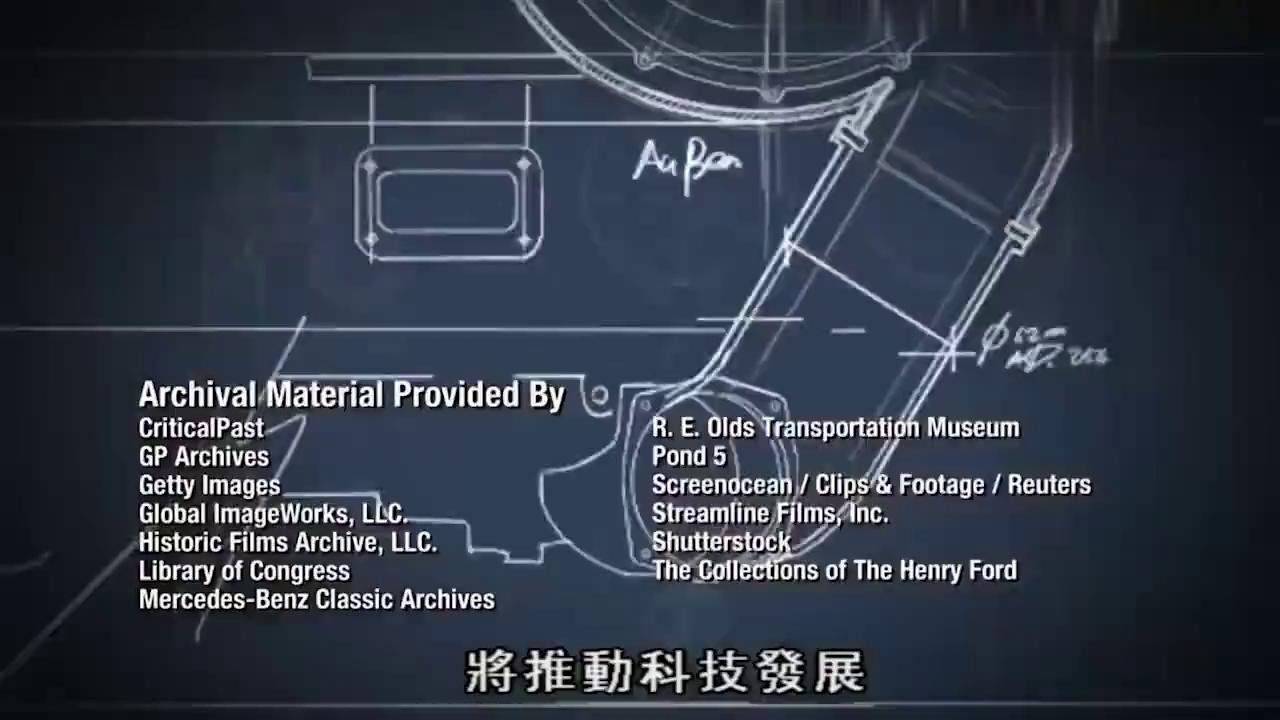 Außen
Archival Material Provided By
CriticalPast
GP Archives
Getty Images
Global ImageWorks, LLC.
Historic Films Archive, LLC.
Library of Congress
Mercedes-Benz Classic Archives
R. E. Olds Transportation Museum
Pond 5
Screenocean / Clips & Footage / Reuters
Streamline Films, Inc.
Shutterstock
The Collections of The Henry Ford
將推動科技發展